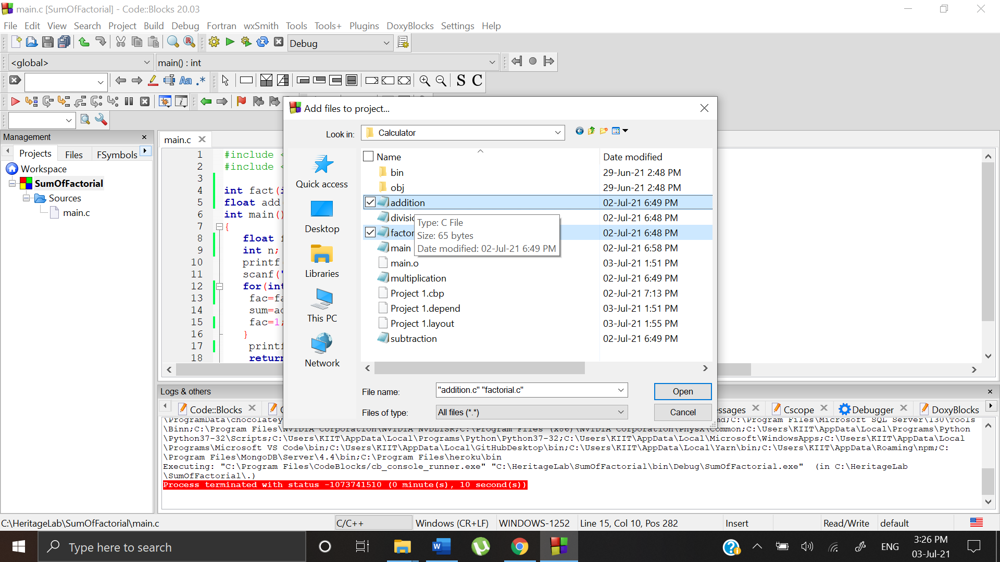 main.c [SumOfFactorial] - Code::Blocks 20.03
File Edit View Search Project Build Debug Fortran wxSmith Tools Tools+ Plugins DoxyBlocks Settings Help
Debug
<global> main() : int
S C
Add files to project...
Look in: Calculator
Management
main.c
Projects Files FSymbols
Workspace
SumOfFactorial
Sources
main.c
1 #include <
2 #include <
3
4 int fact(i
5 float add
6 int main()
7 {
8 float f
9 int n;
10 printf
11 scanf("
12 for(int
13 fac=fa
14 sum=ad
15 fac=1;
16 }
17 printf
18 return
Quick access
Desktop
Libraries
This PC
Network
Name Date modified
bin 29-Jun-21 2:48 PM
obj 29-Jun-21 2:48 PM
addition 02-Jul-21 6:49 PM
divisio 02-Jul-21 6:48 PM
factor 02-Jul-21 6:48 PM
main 02-Jul-21 6:58 PM
main.o 03-Jul-21 1:51 PM
multiplication 02-Jul-21 6:49 PM
Project 1.cbp 02-Jul-21 7:13 PM
Project 1.depend 03-Jul-21 1:51 PM
Project 1.layout 03-Jul-21 1:55 PM
subtraction 02-Jul-21 6:49 PM
Type: C File
Size: 65 bytes
Date modified: 02-Jul-21 6:49 PM
File name: "addition.c" "factorial.c" Open
Files of type: All files (*.*) Cancel
Logs & others
Code::Blocks ssages Cscope Debugger DoxyBlocks
\ProgramData\chocolatey nd;C:\Program Files\Microsoft SQL Server\130\Tools
\Binn;C:\Program Files\NVIDIA Corporation\NVIDIA NvDLISR;C:\Program Files (x86)\NVIDIA Corporation\PhysX\Common;C:\Users\KIIT\AppData\Local\Programs\Python
\Python37-32\Scripts;C:\Users\KIIT\AppData\Local\Programs\Python\Python37-32;C:\Users\KIIT\AppData\Local\Microsoft\WindowsApps;C:\Users\KIIT\AppData\Local
\Programs\Microsoft VS Code\bin;C:\Users\KIIT\AppData\Local\GitHubDesktop\bin;C:\Users\KIIT\AppData\Local\Yarn\bin;C:\Users\KIIT\AppData\Roaming\npm;C:
\Program Files\MongoDB\Server\4.4\bin;C:\Program Files\heroku\bin
Executing: "C:\Program Files\CodeBlocks/cb_console_runner.exe" "C:\HeritageLab\SumOfFactorial\bin\Debug\SumOfFactorial.exe" (in C:\HeritageLab
\SumOfFactorial\.)
Process terminated with status -1073741510 (0 minute(s), 10 second(s))
C:\HeritageLab\SumOfFactorial\main.c C/C++ Windows (CR+LF) WINDOWS-1252 Line 15, Col 10, Pos 282 Insert Read/Write default
Type here to search
ENG
3:26 PM
03-Jul-21